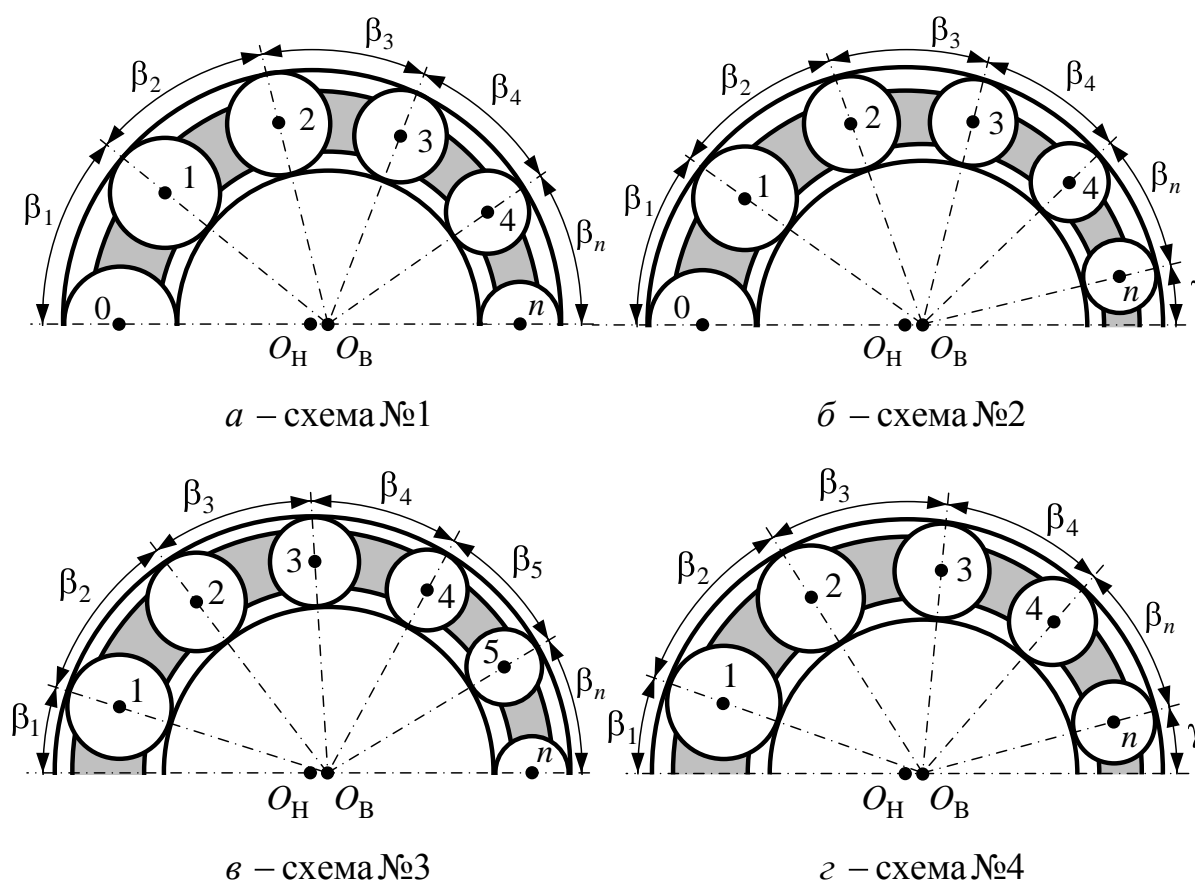 β₃ β₃
β₂ β₄ β₂ β₄
β₁ 1 2 3 4 βₙ β₁ 1 2 3 4 βₙ
0 n 0 n γ
Oн Oв Oн Oв
а – схема №1 б – схема №2
β₃ β₄ β₃ β₄
β₂ β₅ β₂ βₙ
β₁ 1 2 3 4 5 βₙ β₁ 1 2 3 4
n n γ
Oн Oв Oн Oв
в – схема №3 г – схема №4